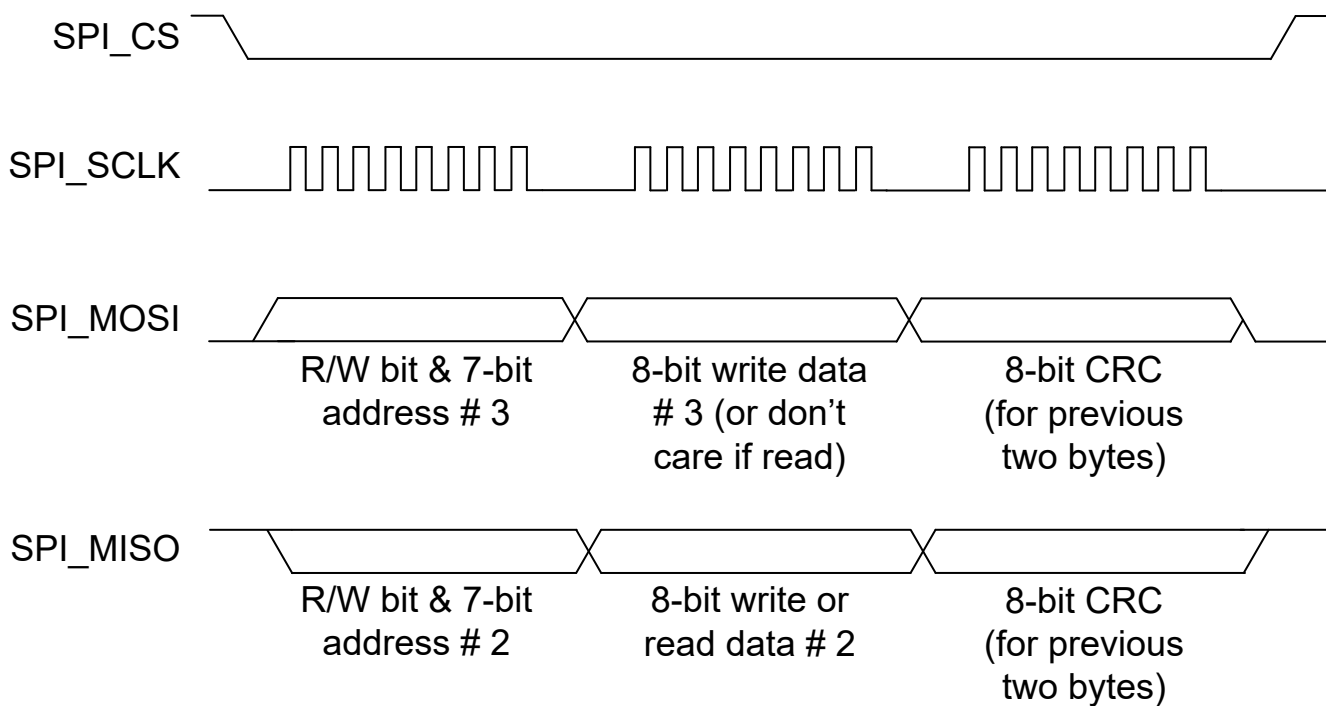 SPI_CS
SPI_SCLK
SPI_MOSI
R/W bit & 7-bit
address # 3
8-bit write data
# 3 (or don’t
care if read)
8-bit CRC
(for previous
two bytes)
SPI_MISO
R/W bit & 7-bit
address # 2
8-bit write or
read data # 2
8-bit CRC
(for previous
two bytes)